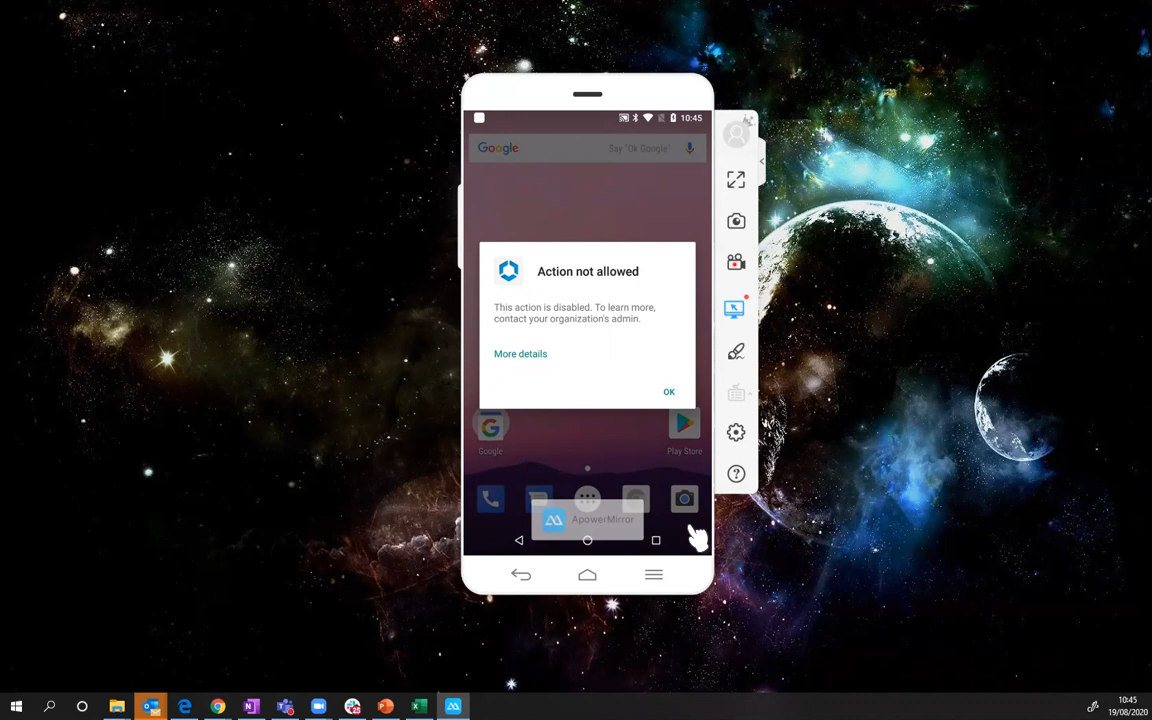 10:45
Google
Say "Ok Google"
Action not allowed
This action is disabled. To learn more,
contact your organization's admin.
More details
OK
Google
Play Store
ApowerMirror
25
10:45
19/08/2020